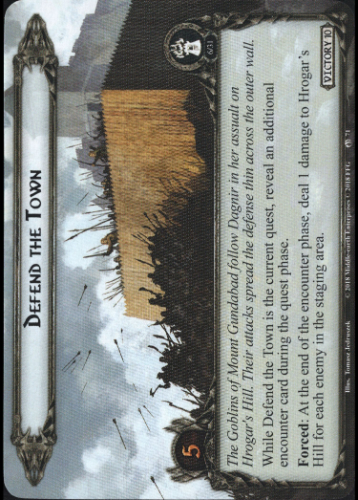 DEFEND THE TOWN
The Goblins of Mount Gundabad follow Dagnir in her assualt on
Hrogar's Hill. Their attacks spread the defense thin across the outer wall.
While Defend the Town is the current quest, reveal an additional
encounter card during the quest phase.
Forced: At the end of the encounter phase, deal 1 damage to Hrogar's
Hill for each enemy in the staging area.
5
VICTORY 10
Illus. Tomasz Jedruszek
© 2018 Middle-earth Enterprises © 2018 FFG
71